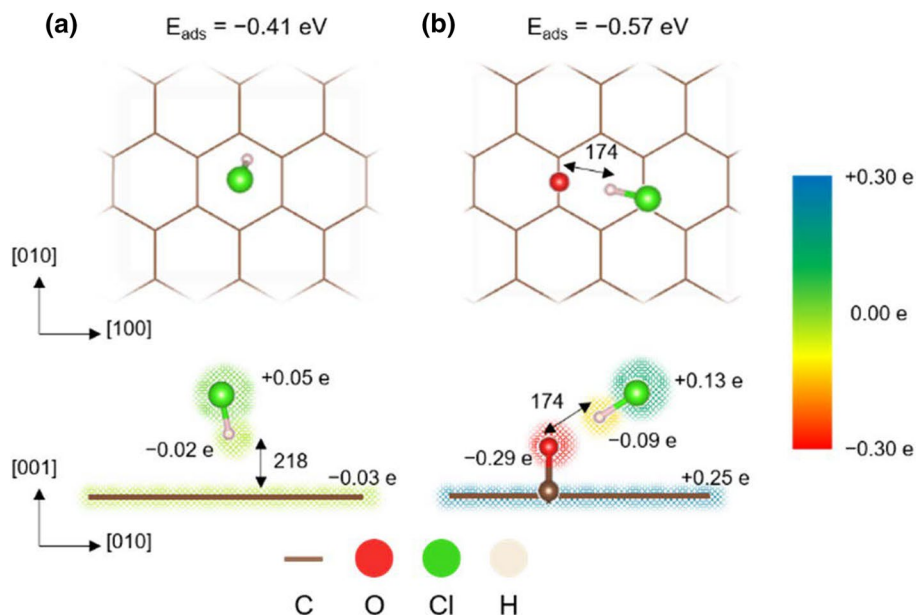 (a) E_ads = −0.41 eV
(b) E_ads = −0.57 eV
174
+0.30 e
0.00 e
−0.30 e
[010]
[100]
+0.05 e
−0.02 e
218
−0.03 e
174
+0.13 e
−0.09 e
−0.29 e
+0.25 e
[001]
[010]
C O Cl H